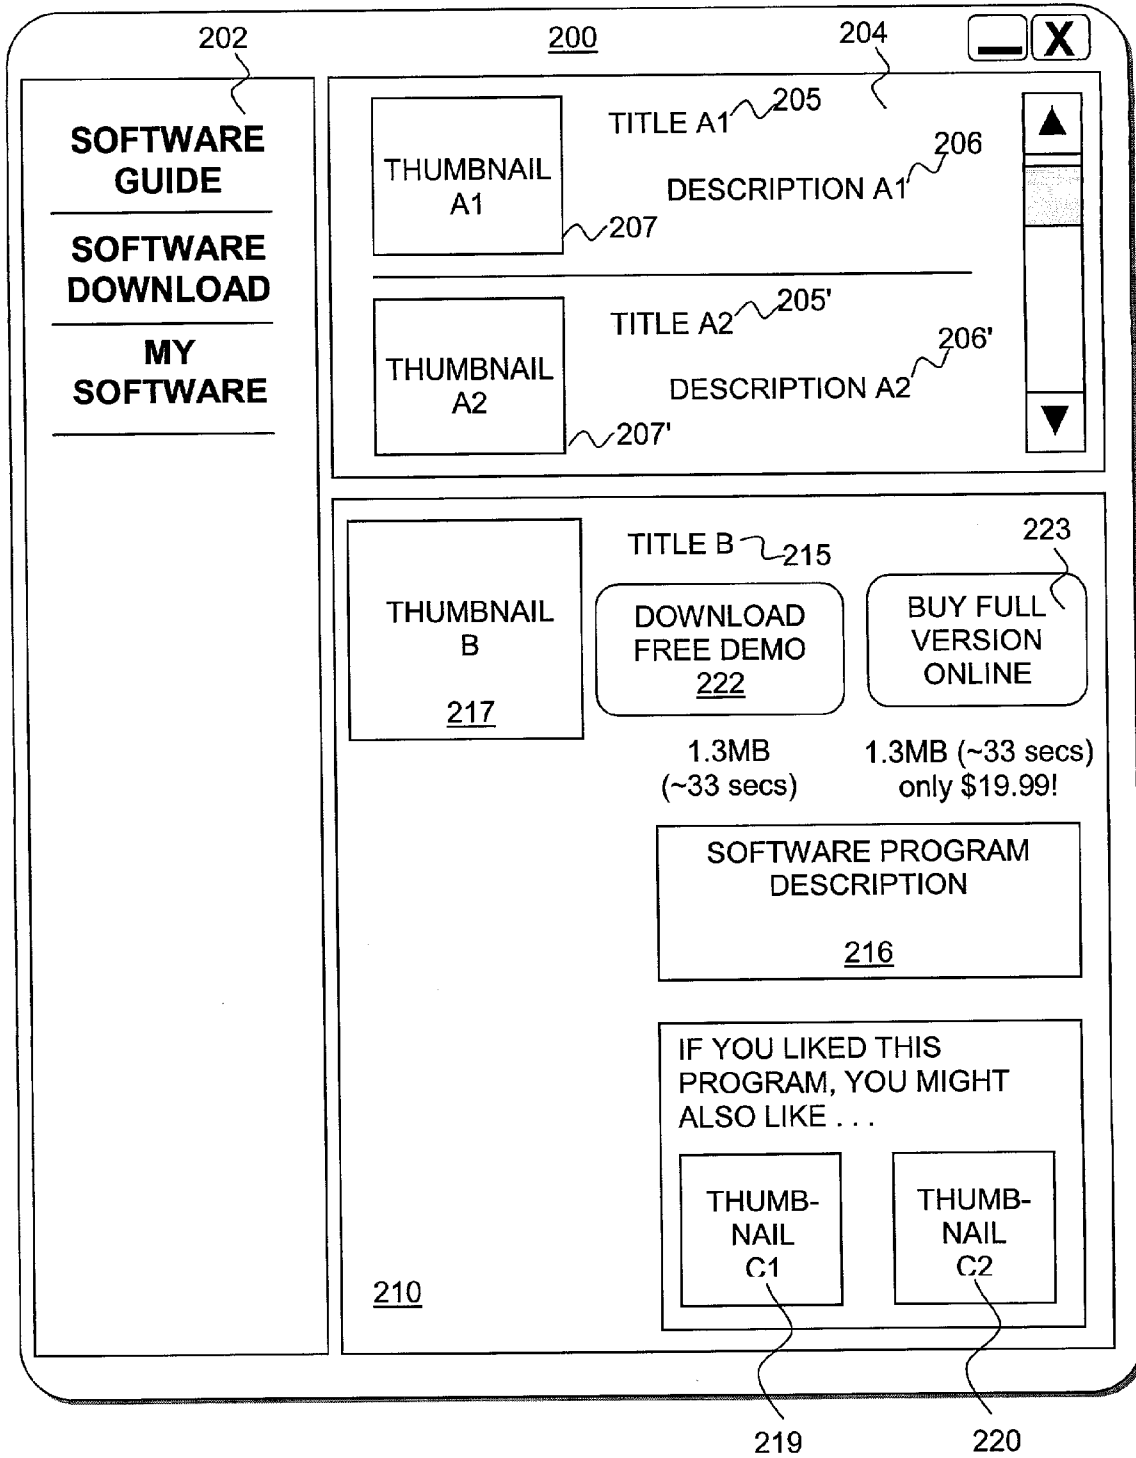 202
200
204
X
SOFTWARE
GUIDE
SOFTWARE
DOWNLOAD
MY
SOFTWARE
THUMBNAIL
A1
207
TITLE A1
205
DESCRIPTION A1
206
THUMBNAIL
A2
207'
TITLE A2
205'
DESCRIPTION A2
206'
THUMBNAIL
B
217
TITLE B
215
223
DOWNLOAD
FREE DEMO
222
BUY FULL
VERSION
ONLINE
1.3MB
(~33 secs)
1.3MB (~33 secs)
only $19.99!
SOFTWARE PROGRAM
DESCRIPTION
216
IF YOU LIKED THIS
PROGRAM, YOU MIGHT
ALSO LIKE . . .
THUMB-
NAIL
C1
THUMB-
NAIL
C2
210
219
220